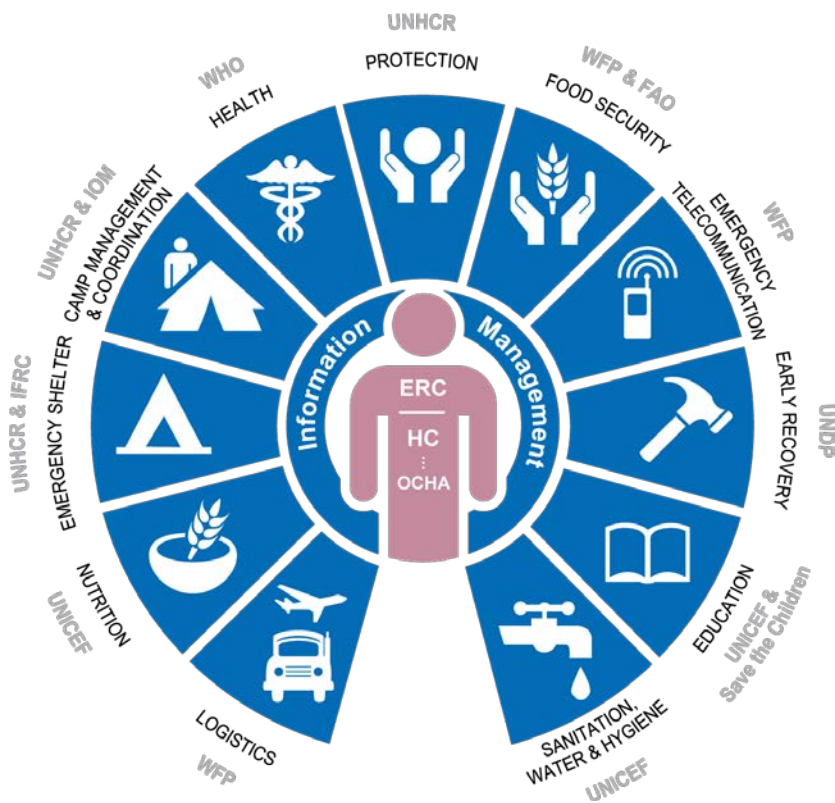 UNHCR
PROTECTION
WFP & FAO
FOOD SECURITY
WFP
EMERGENCY
TELECOMMUNICATION
UNDP
EARLY RECOVERY
EDUCATION
UNICEF &
Save the Children
SANITATION,
WATER & HYGIENE
UNICEF
LOGISTICS
WFP
NUTRITION
UNICEF
UNHCR & IFRC
EMERGENCY SHELTER
UNHCR & IOM
CAMP MANAGEMENT
& COORDINATION
WHO
HEALTH
Information Management
ERC
HC
OCHA